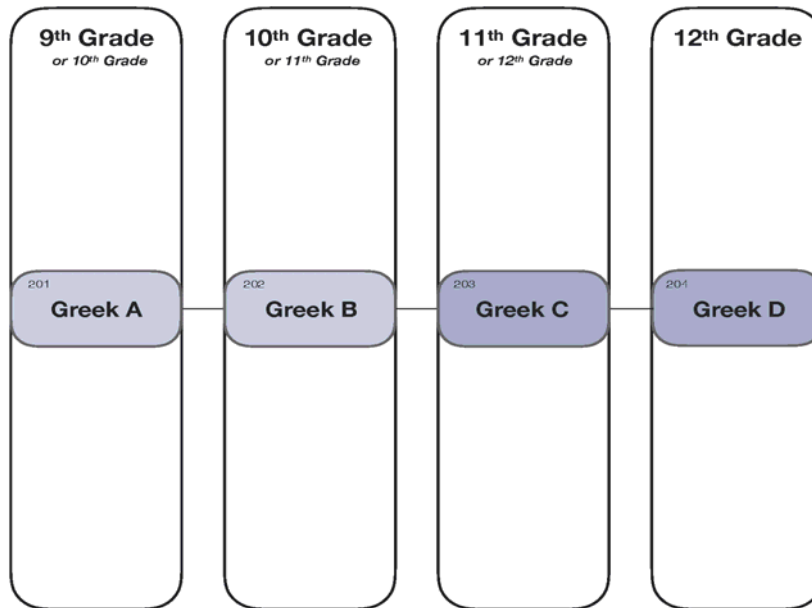 9th Grade
or 10th Grade
10th Grade
or 11th Grade
11th Grade
or 12th Grade
12th Grade
201
Greek A
202
Greek B
203
Greek C
204
Greek D